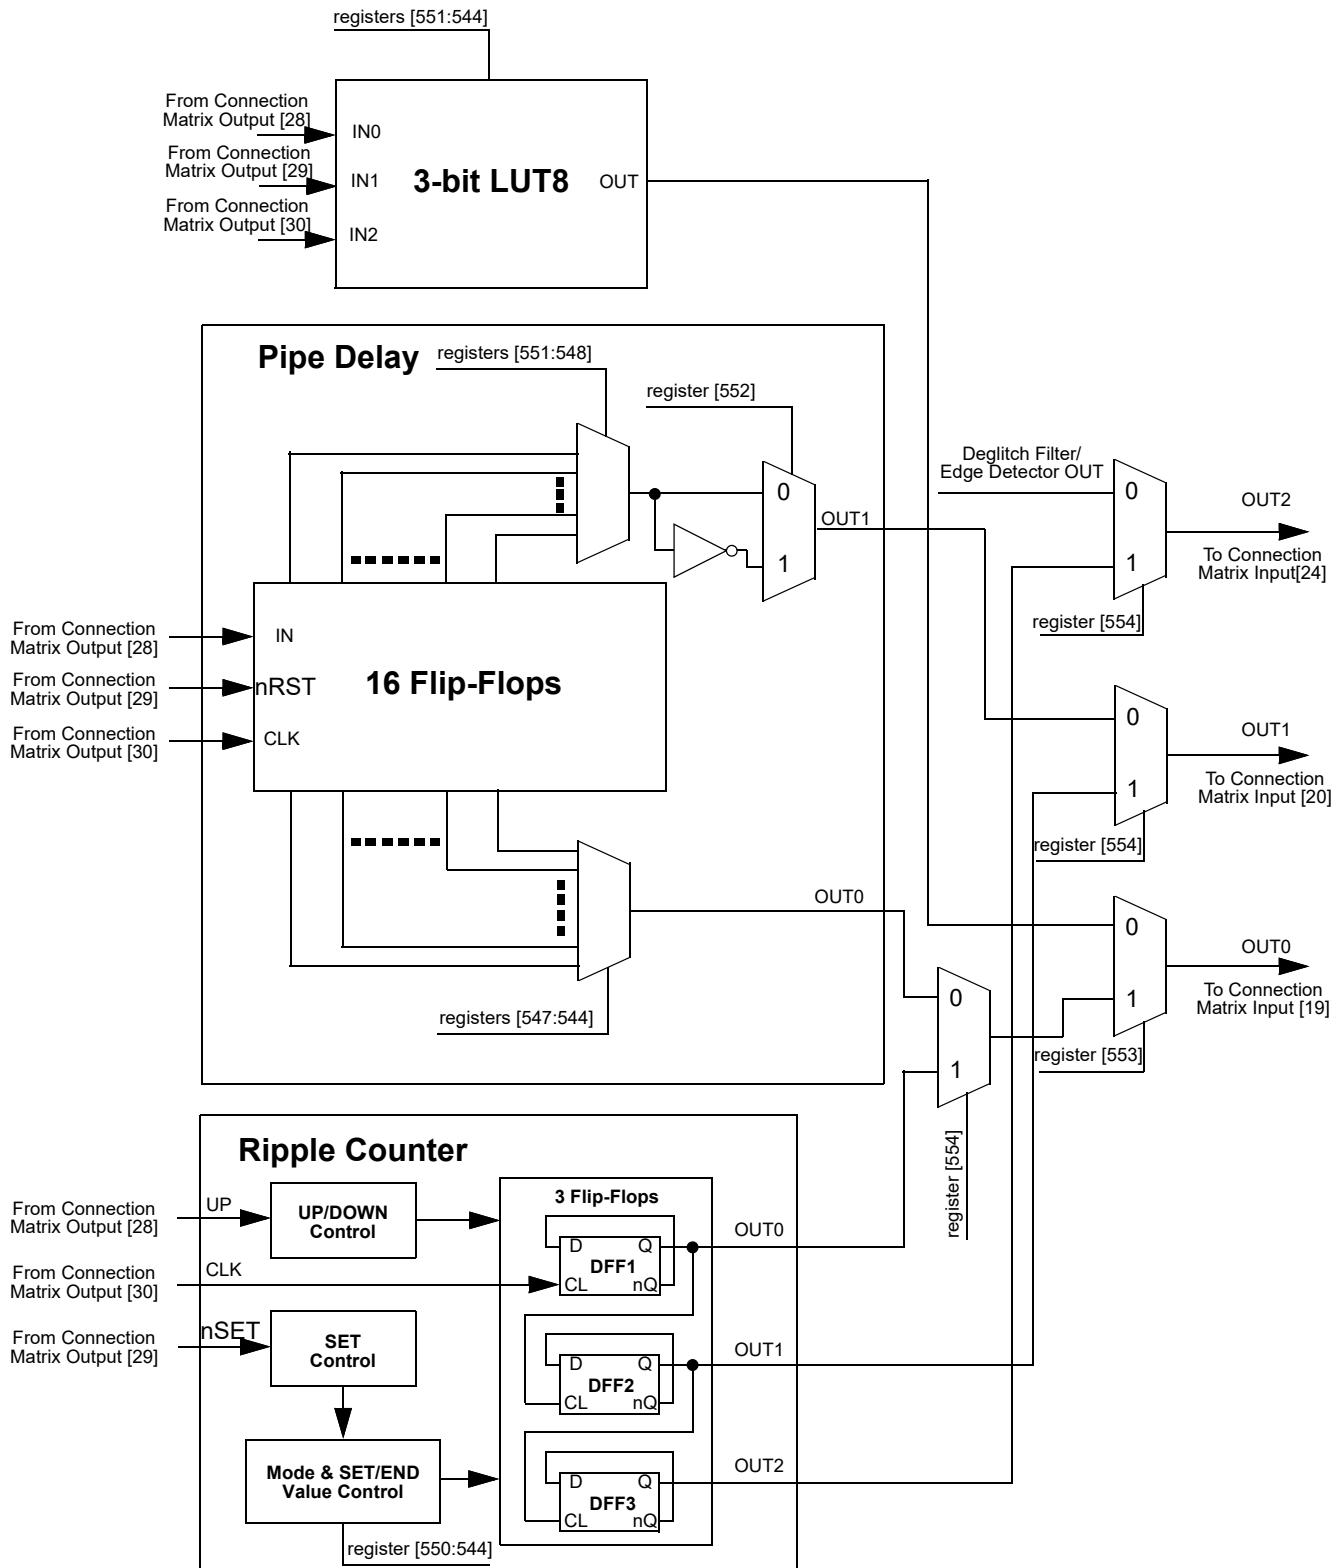 registers [551:544]
From Connection
Matrix Output [28]
IN0
From Connection
Matrix Output [29]
IN1
3-bit LUT8
OUT
From Connection
Matrix Output [30]
IN2
Pipe Delay
registers [551:548]
register [552]
0
1
OUT1
Deglitch Filter/
Edge Detector OUT
0
1
OUT2
To Connection
Matrix Input[24]
register [554]
From Connection
Matrix Output [28]
IN
From Connection
Matrix Output [29]
nRST
16 Flip-Flops
From Connection
Matrix Output [30]
CLK
0
1
OUT1
To Connection
Matrix Input [20]
register [554]
OUT0
registers [547:544]
0
1
register [554]
0
1
OUT0
To Connection
Matrix Input [19]
register [553]
Ripple Counter
From Connection
Matrix Output [28]
UP
UP/DOWN
Control
3 Flip-Flops
D
Q
DFF1
CL
nQ
OUT0
From Connection
Matrix Output [30]
CLK
From Connection
Matrix Output [29]
nSET
SET
Control
D
Q
DFF2
CL
nQ
OUT1
Mode & SET/END
Value Control
D
Q
DFF3
CL
nQ
OUT2
register [550:544]